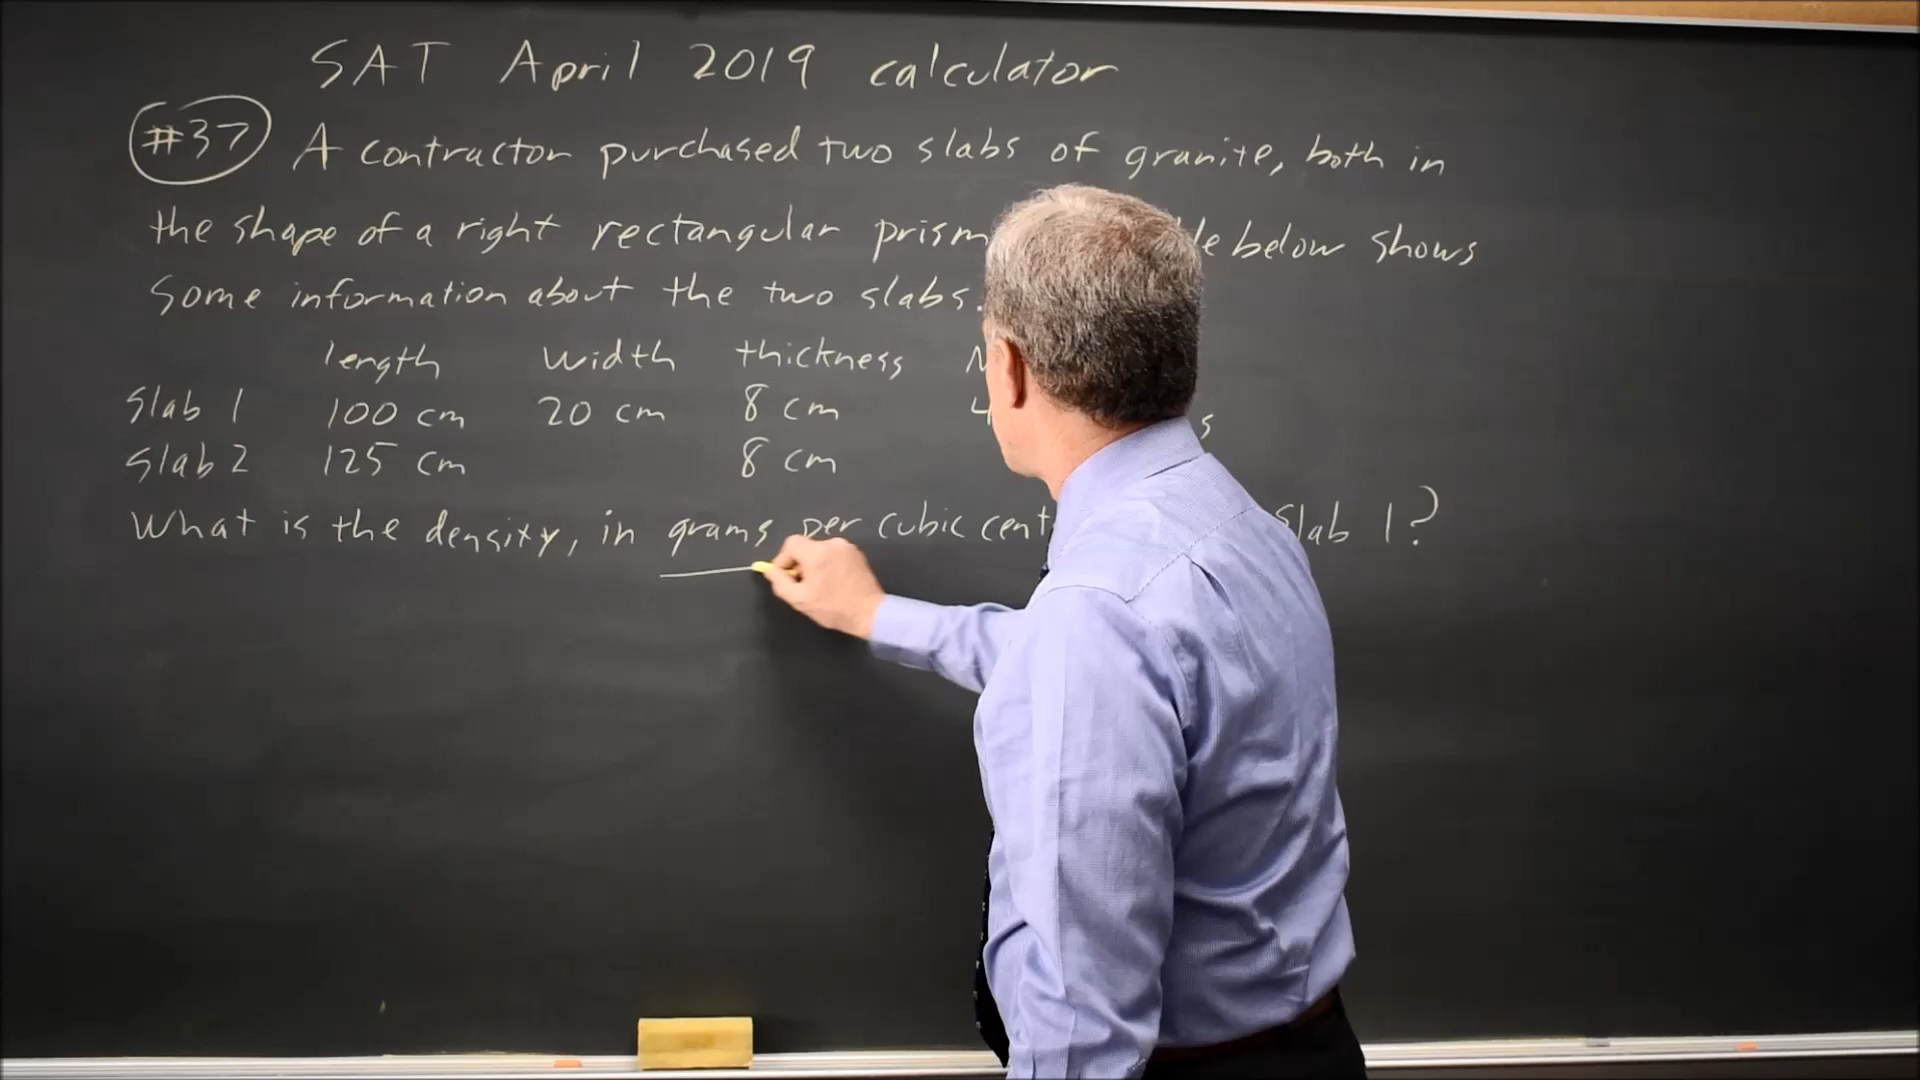 SAT April 2019 calculator
#37 A contractor purchased two slabs of granite, both in
the shape of a right rectangular prism below shows
Some information about the two slabs.
length width thickness
Slab 1 100 cm 20 cm 8 cm
Slab 2 125 cm 8 cm
What is the density, in grams per cubic cent Slab 1?